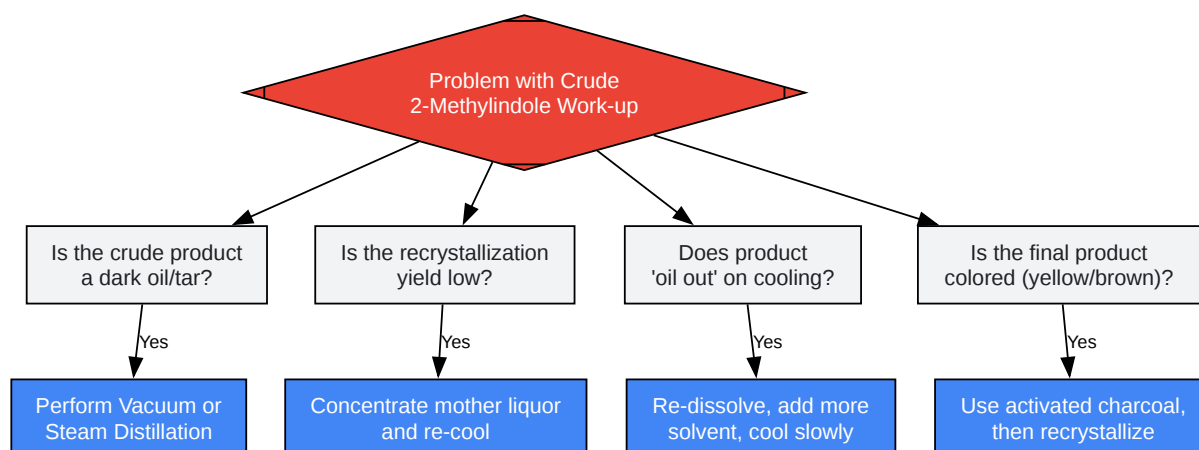 Problem with Crude
2-Methylindole Work-up
Is the crude product
a dark oil/tar?
Is the recrystallization
yield low?
Does product
'oil out' on cooling?
Is the final product
colored (yellow/brown)?
Yes
Yes
Yes
Yes
Perform Vacuum or
Steam Distillation
Concentrate mother liquor
and re-cool
Re-dissolve, add more
solvent, cool slowly
Use activated charcoal,
then recrystallize